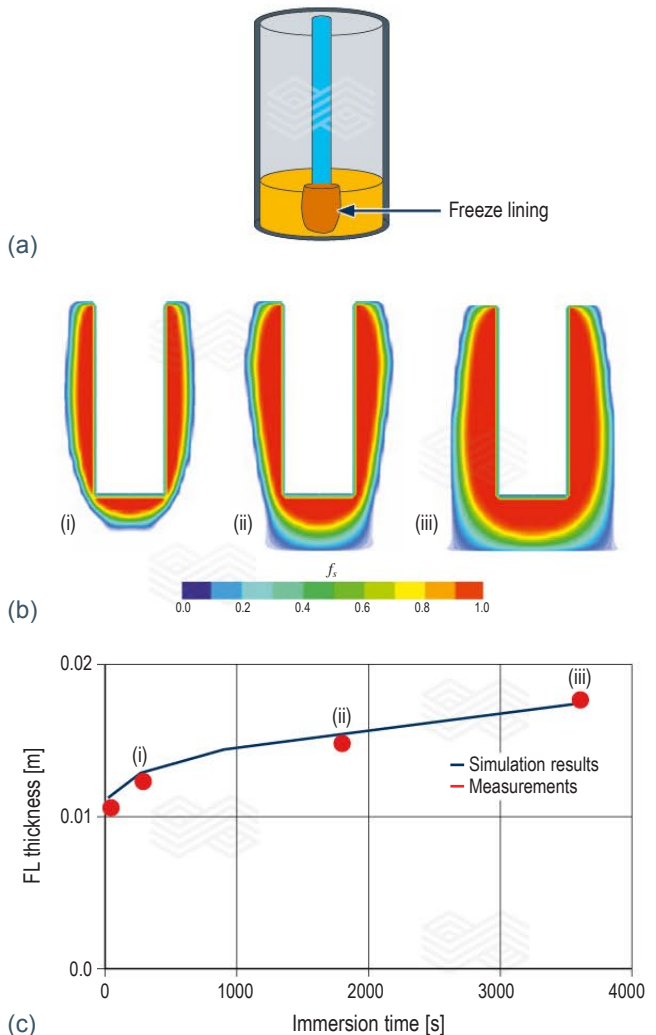 Freeze lining
(a)
(i) (ii) (iii)
fs
0.0 0.2 0.4 0.6 0.8 1.0
(b)
0.02
(iii)
(ii)
(i)
Simulation results
Measurements
0.01
FL thickness [m]
0.0
0 1000 2000 3000 4000
(c)
Immersion time [s]